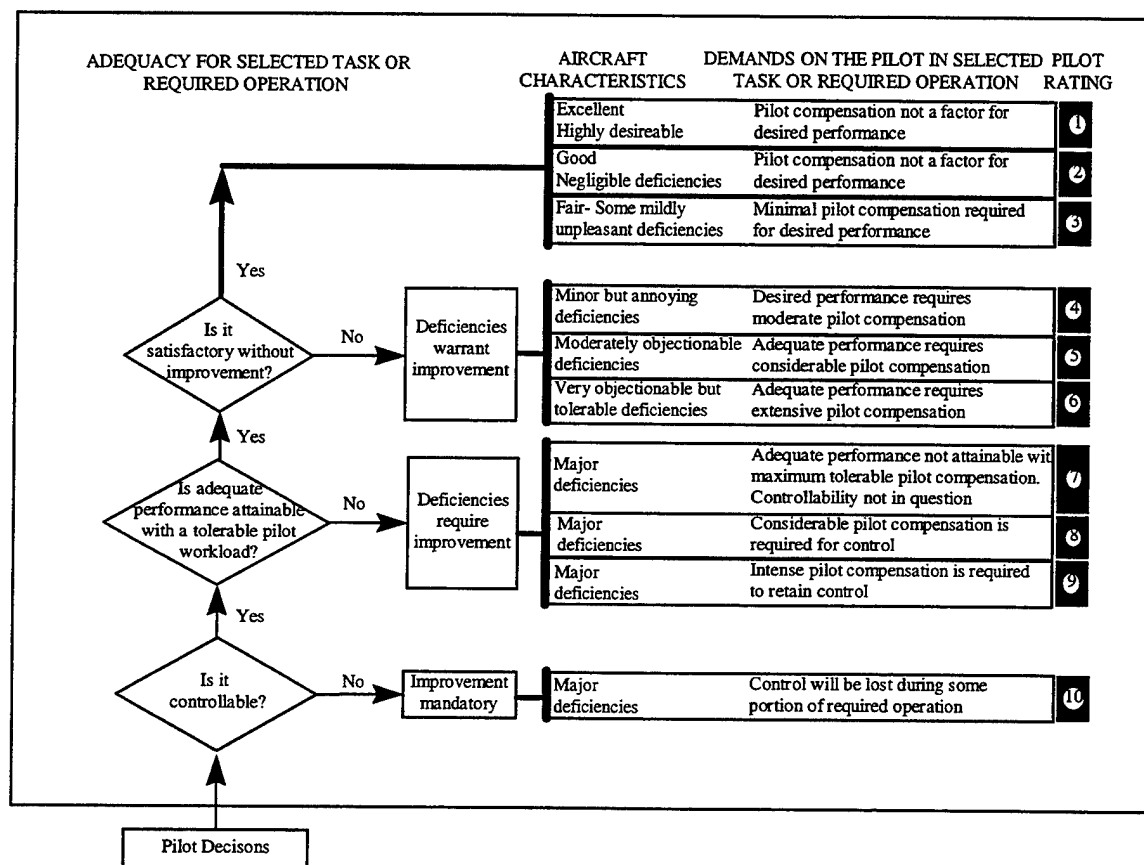 ADEQUACY FOR SELECTED TASK OR
REQUIRED OPERATION
AIRCRAFT
CHARACTERISTICS
DEMANDS ON THE PILOT IN SELECTED
TASK OR REQUIRED OPERATION
PILOT
RATING
Excellent
Highly desireable
Pilot compensation not a factor for
desired performance
1
Good
Negligible deficiencies
Pilot compensation not a factor for
desired performance
2
Fair- Some mildly
unpleasant deficiencies
Minimal pilot compensation required
for desired performance
3
Yes
Is it
satisfactory without
improvement?
No
Deficiencies
warrant
improvement
Minor but annoying
deficiencies
Desired performance requires
moderate pilot compensation
4
Moderately objectionable
deficiencies
Adequate performance requires
considerable pilot compensation
5
Very objectionable but
tolerable deficiencies
Adequate performance requires
extensive pilot compensation
6
Yes
Is adequate
performance attainable
with a tolerable pilot
workload?
No
Deficiencies
require
improvement
Major
deficiencies
Adequate performance not attainable wit
maximum tolerable pilot compensation.
Controllability not in question
7
Major
deficiencies
Considerable pilot compensation is
required for control
8
Major
deficiencies
Intense pilot compensation is required
to retain control
9
Yes
Is it
controllable?
No
Improvement
mandatory
Major
deficiencies
Control will be lost during some
portion of required operation
10
Pilot Decisons